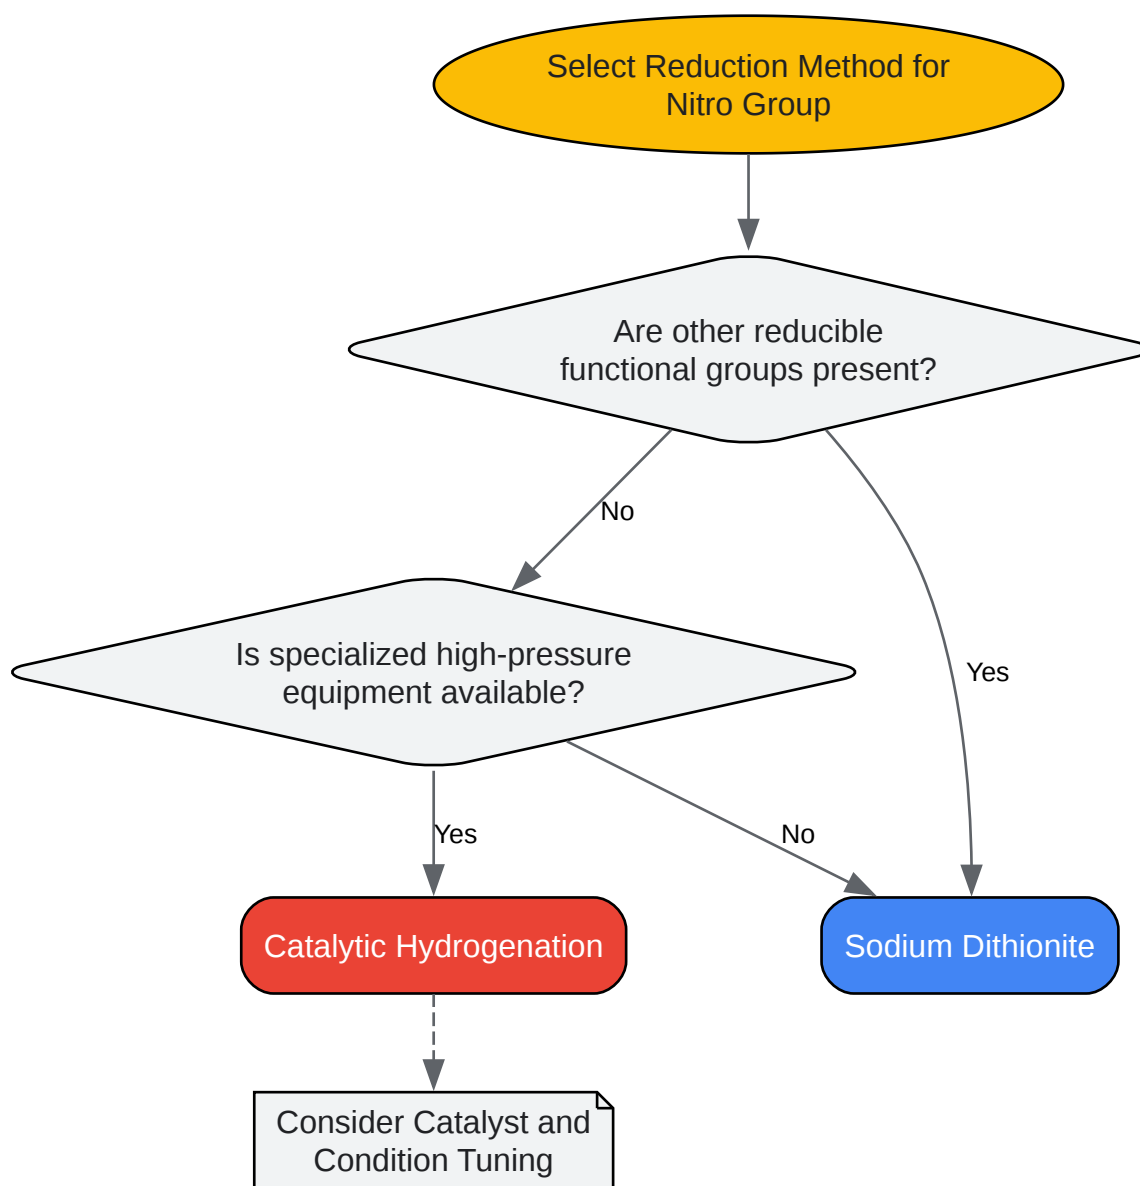 Select Reduction Method for
Nitro Group
Are other reducible
functional groups present?
No
Yes
Is specialized high-pressure
equipment available?
Yes
No
Catalytic Hydrogenation
Sodium Dithionite
Consider Catalyst and
Condition Tuning